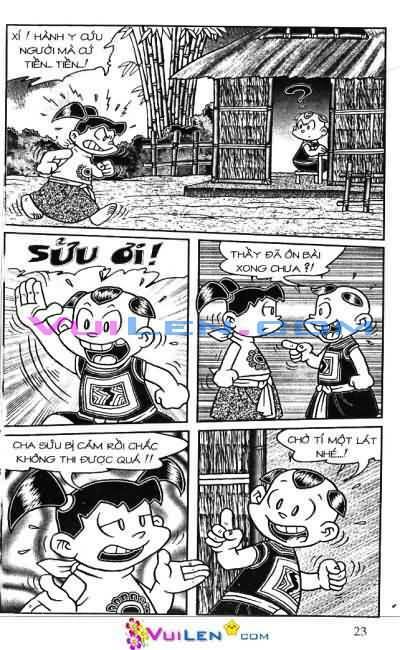 XÍ! HÀNH Y CỨU
NGƯỜI MÀ CỨ
TIỀN.. TIỀN..!
?
SỬU ƠI!
THẦY ĐÃ ÔN BÀI
XONG CHƯA?!
VUILEN.COM
CHA SỬU BỊ CẢM RỒI CHẮC
KHÔNG THI ĐƯỢC QUÁ!!
CHỜ TÍ MỘT LÁT
NHÉ...!
VUILEN.COM
23